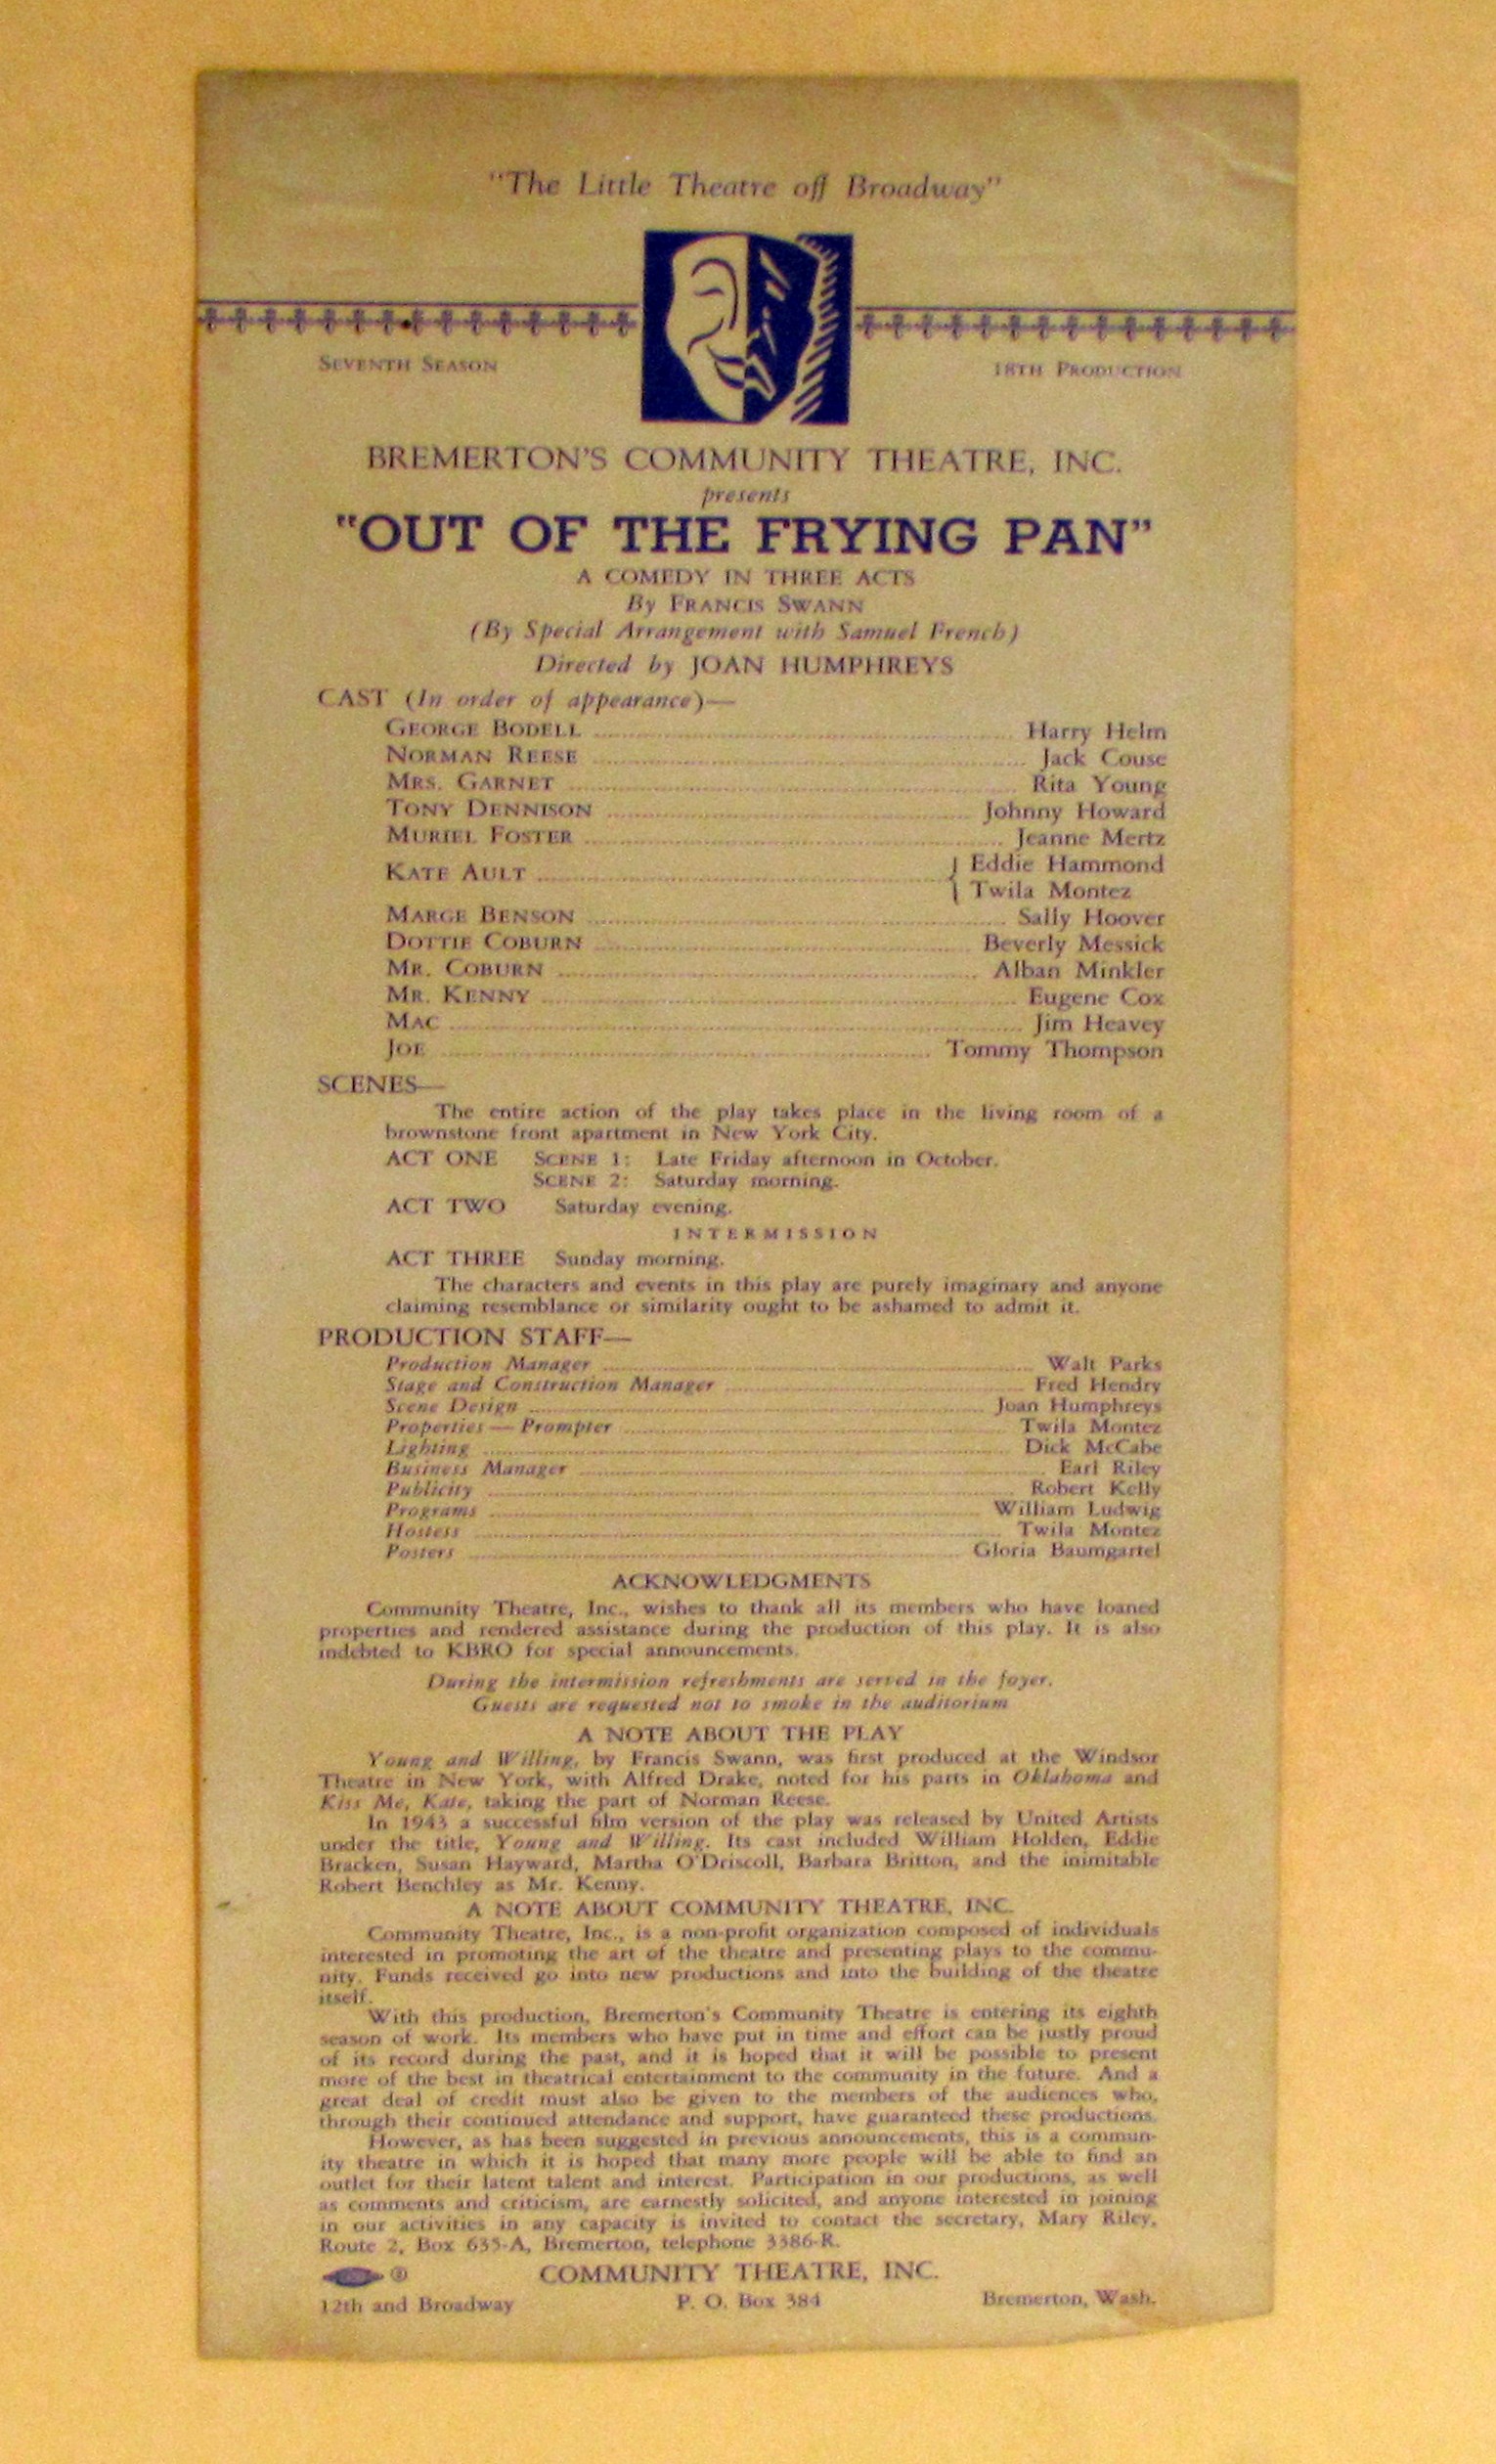 "The Little Theatre off Broadway"
SEVENTH SEASON
18TH PRODUCTION
BREMERTON'S COMMUNITY THEATRE, INC.
presents
"OUT OF THE FRYING PAN"
A COMEDY IN THREE ACTS
By FRANCIS SWANN
(By Special Arrangement with Samuel French)
Directed by JOAN HUMPHREYS
CAST (In order of appearance)—
GEORGE BODELL ........ Harry Helm
NORMAN REESE ........ Jack Couse
MRS. GARNET ........ Rita Young
TONY DENNISON ........ Johnny Howard
MURIEL FOSTER ........ Jeanne Mertz
KATE AULT ........ { Eddie Hammond
Twila Montez
MARGE BENSON ........ Sally Hoover
DOTTIE COBURN ........ Beverly Messick
MR. COBURN ........ Alban Minkler
MR. KENNY ........ Eugene Cox
MAC ........ Jim Heavey
JOE ........ Tommy Thompson
SCENES—
The entire action of the play takes place in the living room of a
brownstone front apartment in New York City.
ACT ONE SCENE 1: Late Friday afternoon in October.
SCENE 2: Saturday morning.
ACT TWO Saturday evening.
INTERMISSION
ACT THREE Sunday morning.
The characters and events in this play are purely imaginary and anyone
claiming resemblance or similarity ought to be ashamed to admit it.
PRODUCTION STAFF—
Production Manager ........ Walt Parks
Stage and Construction Manager ........ Fred Hendry
Scene Design ........ Joan Humphreys
Properties — Prompter ........ Twila Montez
Lighting ........ Dick McCabe
Business Manager ........ Earl Riley
Publicity ........ Robert Kelly
Programs ........ William Ludwig
Hostess ........ Twila Montez
Posters ........ Gloria Baumgartel
ACKNOWLEDGMENTS
Community Theatre, Inc., wishes to thank all its members who have loaned
properties and rendered assistance during the production of this play. It is also
indebted to KBRO for special announcements.
During the intermission refreshments are served in the foyer.
Guests are requested not to smoke in the auditorium
A NOTE ABOUT THE PLAY
Young and Willing, by Francis Swann, was first produced at the Windsor
Theatre in New York, with Alfred Drake, noted for his parts in Oklahoma and
Kiss Me, Kate, taking the part of Norman Reese.
In 1943 a successful film version of the play was released by United Artists
under the title, Young and Willing. Its cast included William Holden, Eddie
Bracken, Susan Hayward, Martha O'Driscoll, Barbara Britton, and the inimitable
Robert Benchley as Mr. Kenny.
A NOTE ABOUT COMMUNITY THEATRE, INC.
Community Theatre, Inc., is a non-profit organization composed of individuals
interested in promoting the art of the theatre and presenting plays to the commu-
nity. Funds received go into new productions and into the building of the theatre
itself.
With this production, Bremerton's Community Theatre is entering its eighth
season of work. Its members who have put in time and effort can be justly proud
of its record during the past, and it is hoped that it will be possible to present
more of the best in theatrical entertainment to the community in the future. And a
great deal of credit must also be given to the members of the audiences who,
through their continued attendance and support, have guaranteed these productions.
However, as has been suggested in previous announcements, this is a commun-
ity theatre in which it is hoped that many more people will be able to find an
outlet for their latent talent and interest. Participation in our productions, as well
as comments and criticism, are earnestly solicited, and anyone interested in joining
in our activities in any capacity is invited to contact the secretary, Mary Riley,
Route 2, Box 635-A, Bremerton, telephone 3386-R.
COMMUNITY THEATRE, INC.
12th and Broadway
P. O. Box 384
Bremerton, Wash.